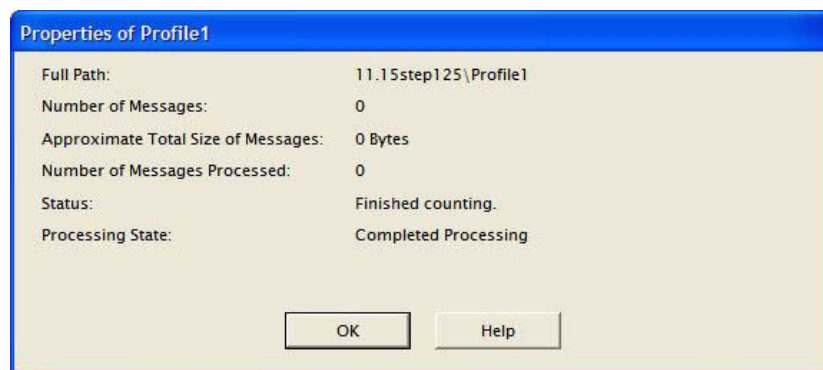 Properties of Profile1
Full Path: 11.15step125\Profile1
Number of Messages: 0
Approximate Total Size of Messages: 0 Bytes
Number of Messages Processed: 0
Status: Finished counting.
Processing State: Completed Processing
OK Help